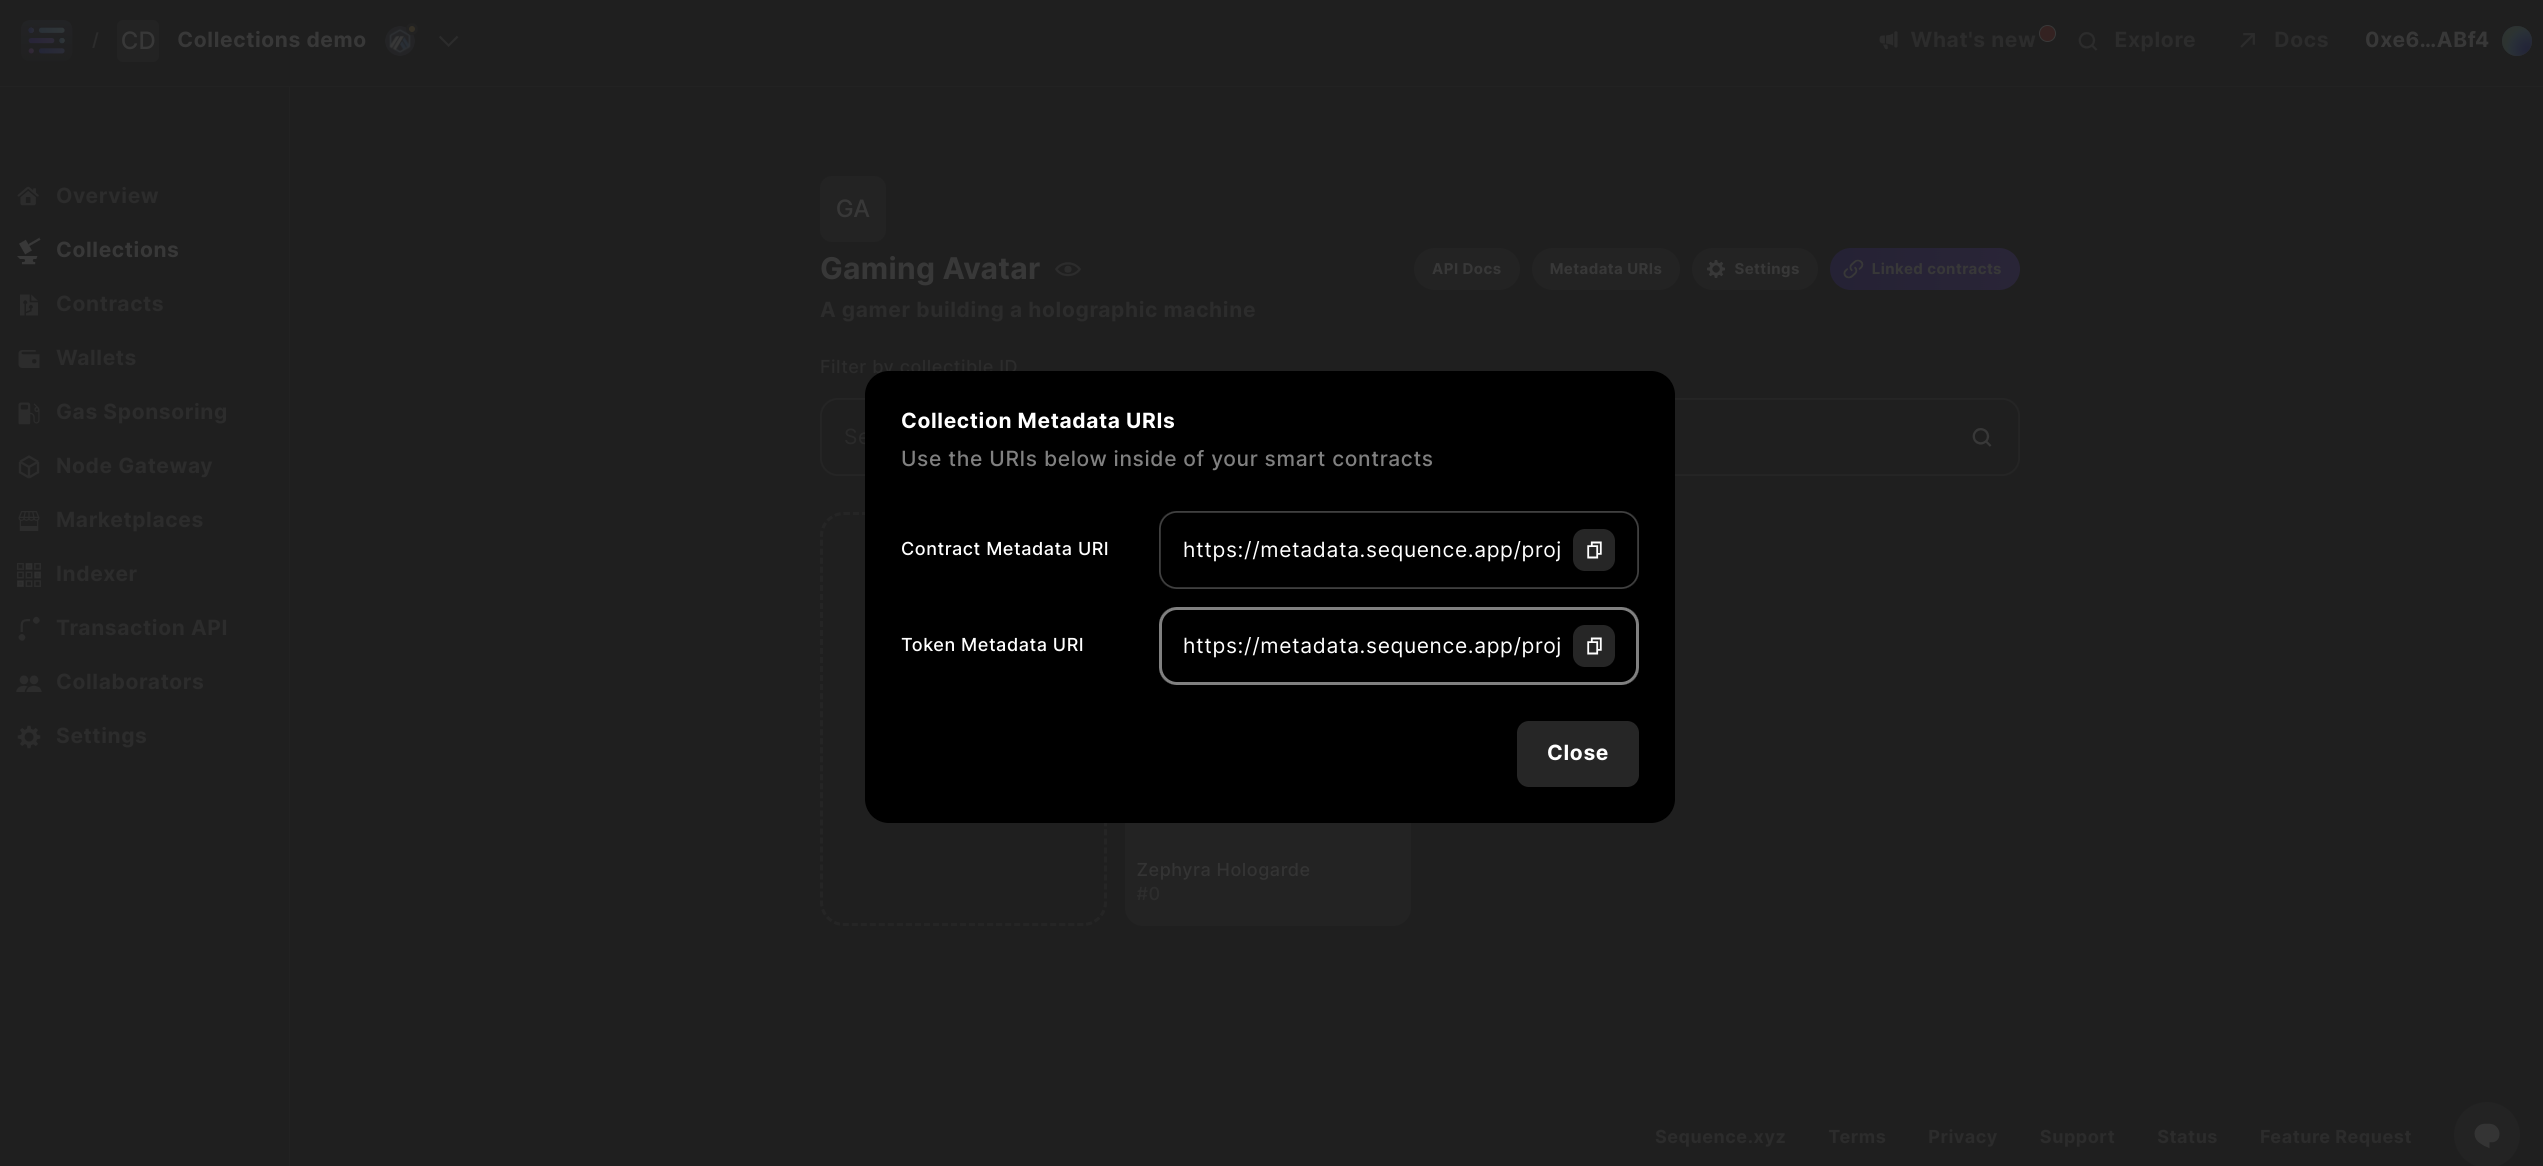 / CD Collections demo
What's new Explore Docs 0xe6...ABf4
Overview
Collections
Contracts
Wallets
Gas Sponsoring
Node Gateway
Marketplaces
Indexer
Transaction API
Collaborators
Settings
GA
Gaming Avatar
API Docs Metadata URIs Settings Linked contracts
A gamer building a holographic machine
Filter by collectible ID
Collection Metadata URIs
Use the URIs below inside of your smart contracts
Contract Metadata URI https://metadata.sequence.app/proj
Token Metadata URI https://metadata.sequence.app/proj
Close
Zephyra Hologarde
#0
Sequence.xyz Terms Privacy Support Status Feature Request